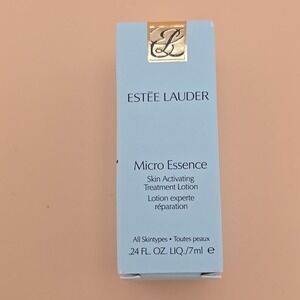 EL
ESTĒE LAUDER
Micro Essence
Skin Activating
Treatment Lotion
Lotion experte
réparation
All Skintypes • Toutes peaux
.24 FL. OZ. LIQ./7ml e